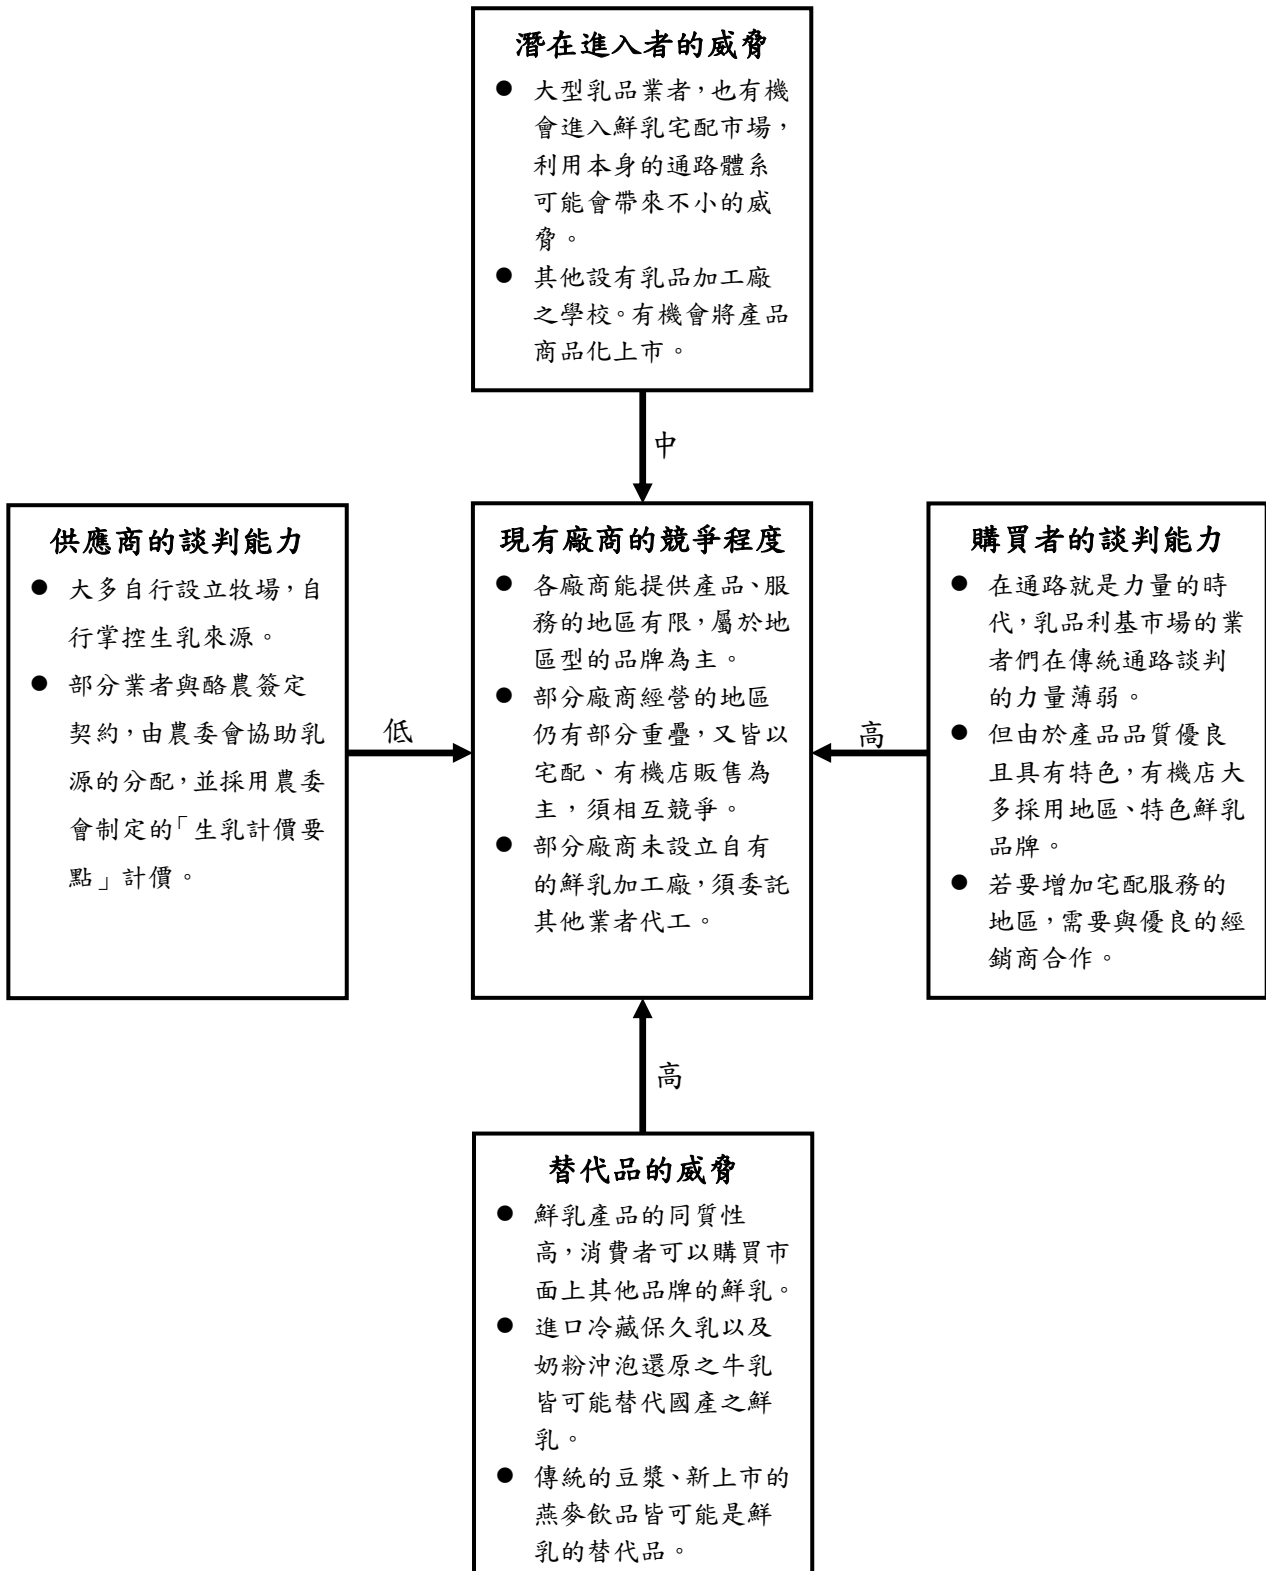 潛在進入者的威脅
● 大型乳品業者，也有機
會進入鮮乳宅配市場，
利用本身的通路體系
可能會帶來不小的威
脅。
● 其他設有乳品加工廠
之學校。有機會將產品
商品化上市。
中
供應商的談判能力
● 大多自行設立牧場，自
行掌控生乳來源。
● 部分業者與酪農簽定
契約，由農委會協助乳
源的分配，並採用農委
會制定的「生乳計價要
點」計價。
低
現有廠商的競爭程度
● 各廠商能提供產品、服
務的地區有限，屬於地
區型的品牌為主。
● 部分廠商經營的地區
仍有部分重疊，又皆以
宅配、有機店販售為
主，須相互競爭。
● 部分廠商未設立自有
的鮮乳加工廠，須委託
其他業者代工。
高
購買者的談判能力
● 在通路就是力量的時
代，乳品利基市場的業
者們在傳統通路談判
的力量薄弱。
● 但由於產品品質優良
且具有特色，有機店大
多採用地區、特色鮮乳
品牌。
● 若要增加宅配服務的
地區，需要與優良的經
銷商合作。
高
替代品的威脅
● 鮮乳產品的同質性
高，消費者可以購買市
面上其他品牌的鮮乳。
● 進口冷藏保久乳以及
奶粉沖泡還原之牛乳
皆可能替代國產之鮮
乳。
● 傳統的豆漿、新上市的
燕麥飲品皆可能是鮮
乳的替代品。